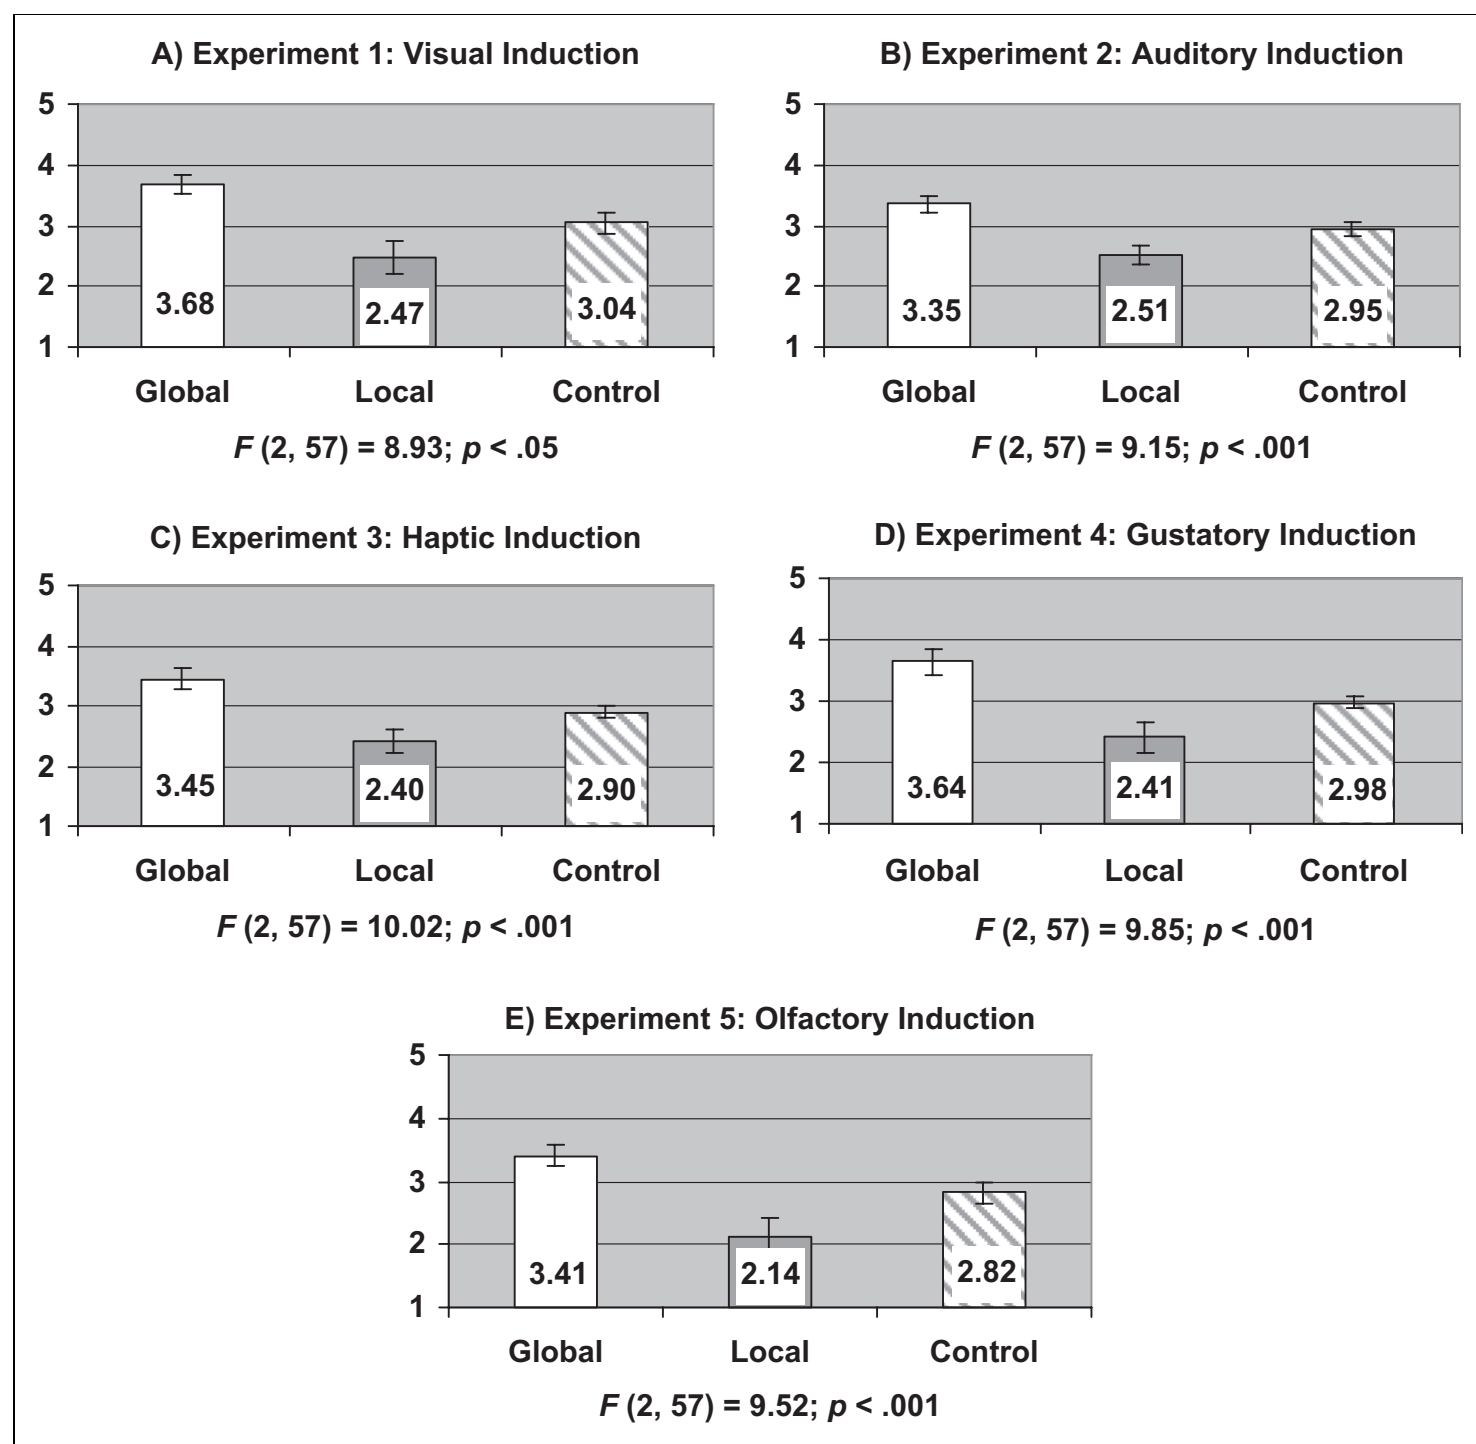 A) Experiment 1: Visual Induction
5
4
3
2
1
3.68
2.47
3.04
Global Local Control
F (2, 57) = 8.93; p < .05
B) Experiment 2: Auditory Induction
5
4
3
2
1
3.35
2.51
2.95
Global Local Control
F (2, 57) = 9.15; p < .001
C) Experiment 3: Haptic Induction
5
4
3
2
1
3.45
2.40
2.90
Global Local Control
F (2, 57) = 10.02; p < .001
D) Experiment 4: Gustatory Induction
5
4
3
2
1
3.64
2.41
2.98
Global Local Control
F (2, 57) = 9.85; p < .001
E) Experiment 5: Olfactory Induction
5
4
3
2
1
3.41
2.14
2.82
Global Local Control
F (2, 57) = 9.52; p < .001